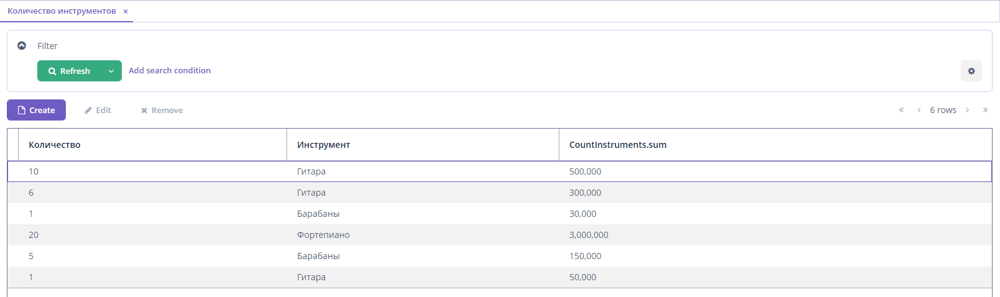 Количество инструментов ×
Filter
Refresh Add search condition
Create Edit Remove 6 rows
Количество Инструмент CountInstruments.sum
10 Гитара 500,000
6 Гитара 300,000
1 Барабаны 30,000
20 Фортепиано 3,000,000
5 Барабаны 150,000
1 Гитара 50,000